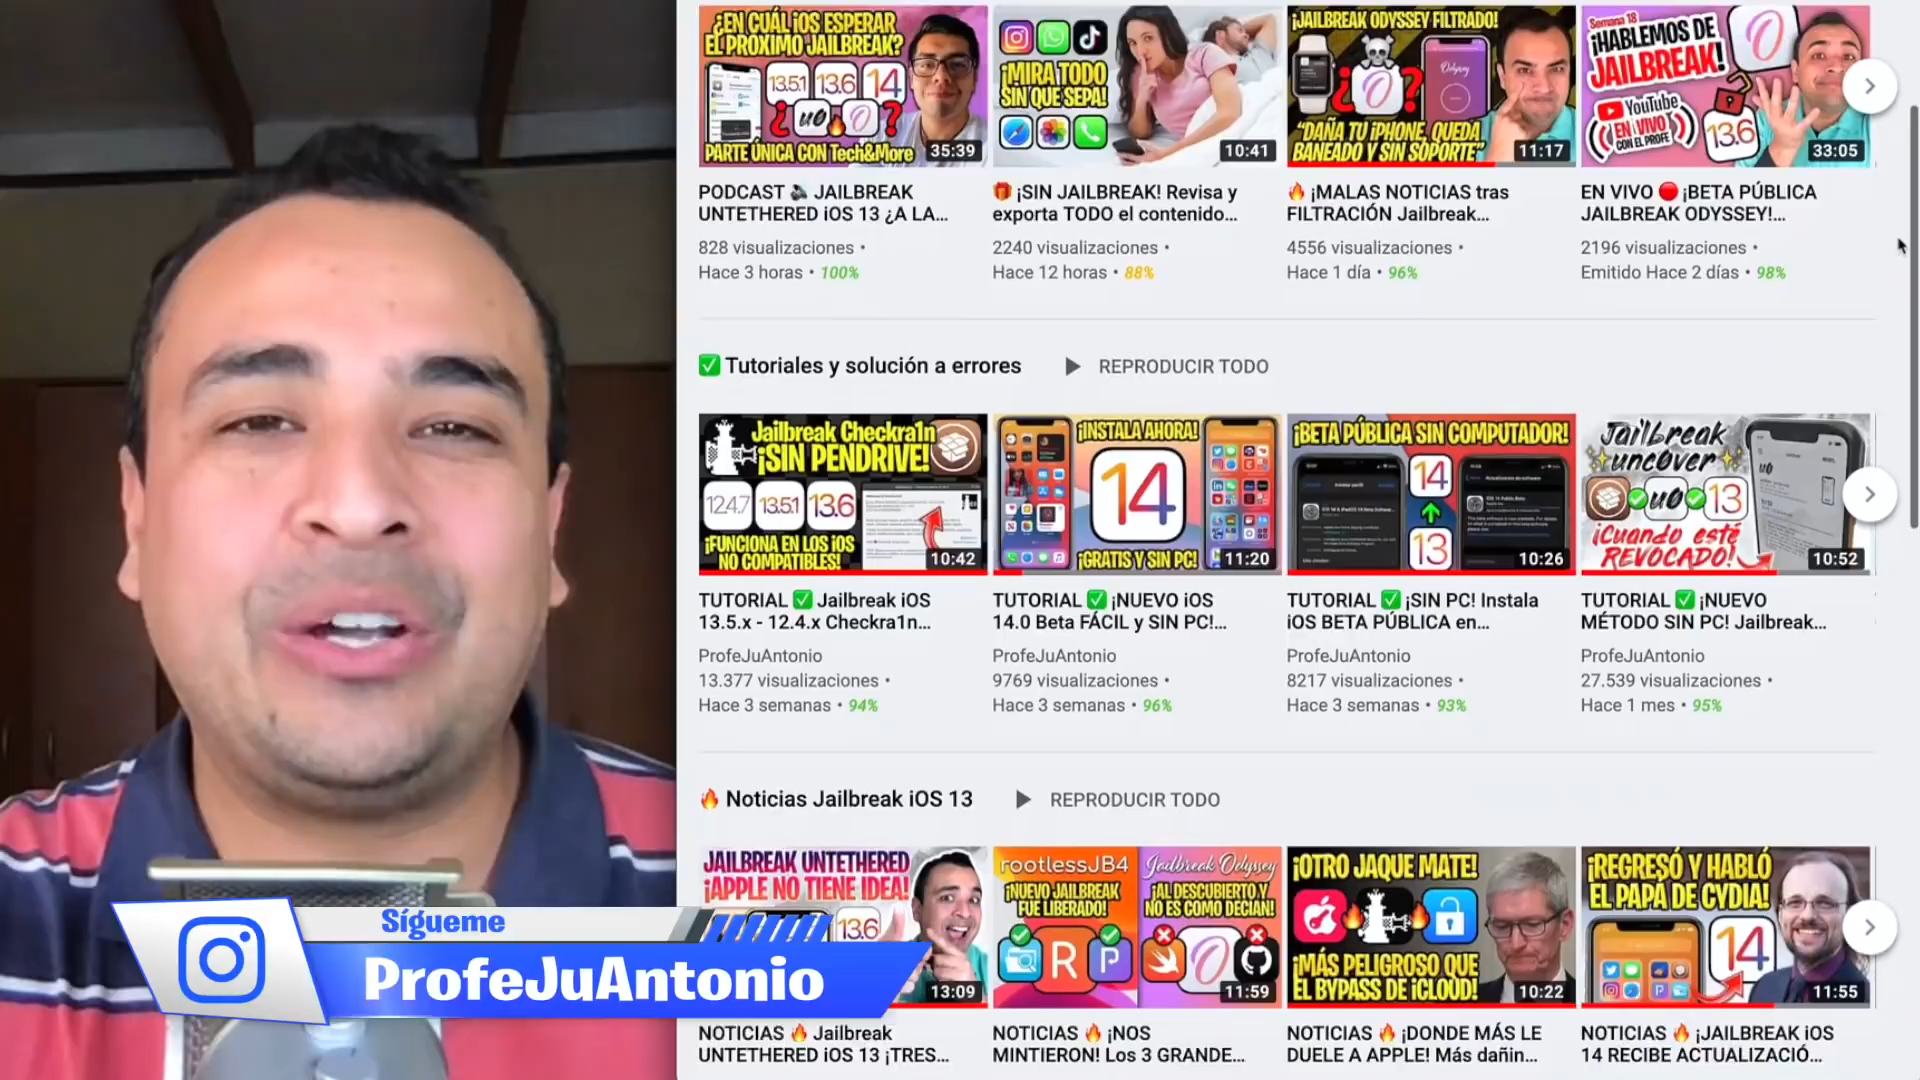 ¿EN CUÁL iOS ESPERAR
EL PRÓXIMO JAILBREAK?
13.5.1 13.6 14
¿ u0 ?
PARTE ÚNICA CON Tech&More
35:39
PODCAST 🔊 JAILBREAK
UNTETHERED iOS 13 ¿A LA...
828 visualizaciones •
Hace 3 horas • 100%
¡MIRA TODO
SIN QUE SEPA!
10:41
🎁 ¡SIN JAILBREAK! Revisa y
exporta TODO el contenido...
2240 visualizaciones •
Hace 12 horas • 88%
¡JAILBREAK ODYSSEY FILTRADO!
¿ ?
Odyssey
"DAÑA TU iPHONE, QUEDA
BANEADO Y SIN SOPORTE"
11:17
🔥 ¡MALAS NOTICIAS tras
FILTRACIÓN Jailbreak...
4556 visualizaciones •
Hace 1 día • 96%
Semana 18
¡HABLEMOS DE
JAILBREAK!
YouTube
EN ¡VIVO
CON EL PROFE
13.6
33:05
EN VIVO 🔴 ¡BETA PÚBLICA
JAILBREAK ODYSSEY!...
2196 visualizaciones •
Emitido Hace 2 días • 98%
✅ Tutoriales y solución a errores
REPRODUCIR TODO
Jailbreak Checkra1n
¡SIN PENDRIVE!
12.4.7 13.5.1 13.6
¡FUNCIONA EN LOS iOS
NO COMPATIBLES!
10:42
TUTORIAL ✅ Jailbreak iOS
13.5.x - 12.4.x Checkra1n...
ProfeJuAntonio
13.377 visualizaciones •
Hace 3 semanas • 94%
¡INSTALA AHORA!
14
¡GRATIS Y SIN PC!
11:20
TUTORIAL ✅ ¡NUEVO iOS
14.0 Beta FÁCIL y SIN PC!...
ProfeJuAntonio
9769 visualizaciones •
Hace 3 semanas • 96%
¡BETA PÚBLICA SIN COMPUTADOR!
14
13
10:26
TUTORIAL ✅ ¡SIN PC! Instala
iOS BETA PÚBLICA en...
ProfeJuAntonio
8217 visualizaciones •
Hace 3 semanas • 93%
Jailbreak
unc0ver
u0 13
¡Cuando esté
REVOCADO!
10:52
TUTORIAL ✅ ¡NUEVO
MÉTODO SIN PC! Jailbreak...
ProfeJuAntonio
27.539 visualizaciones •
Hace 1 mes • 95%
🔥 Noticias Jailbreak iOS 13
REPRODUCIR TODO
JAILBREAK UNTETHERED
¡APPLE NO TIENE IDEA!
13.6
13:09
NOTICIAS 🔥 Jailbreak
UNTETHERED iOS 13 ¡TRES...
rootlessJB4
¡NUEVO JAILBREAK
FUE LIBERADO!
Jailbreak Odyssey
¡AL DESCUBIERTO Y
NO ES COMO DECIAN!
R
11:59
NOTICIAS 🔥 ¡NOS
MINTIERON! Los 3 GRANDE...
¡OTRO JAQUE MATE!
¡MÁS PELIGROSO QUE
EL BYPASS DE iCLOUD!
10:22
NOTICIAS 🔥 ¡DONDE MÁS LE
DUELE A APPLE! Más dañin...
¡REGRESÓ Y HABLÓ
EL PAPÁ DE CYDIA!
14
11:55
NOTICIAS 🔥 ¡JAILBREAK iOS
14 RECIBE ACTUALIZACIÓ...
Sígueme
ProfeJuAntonio